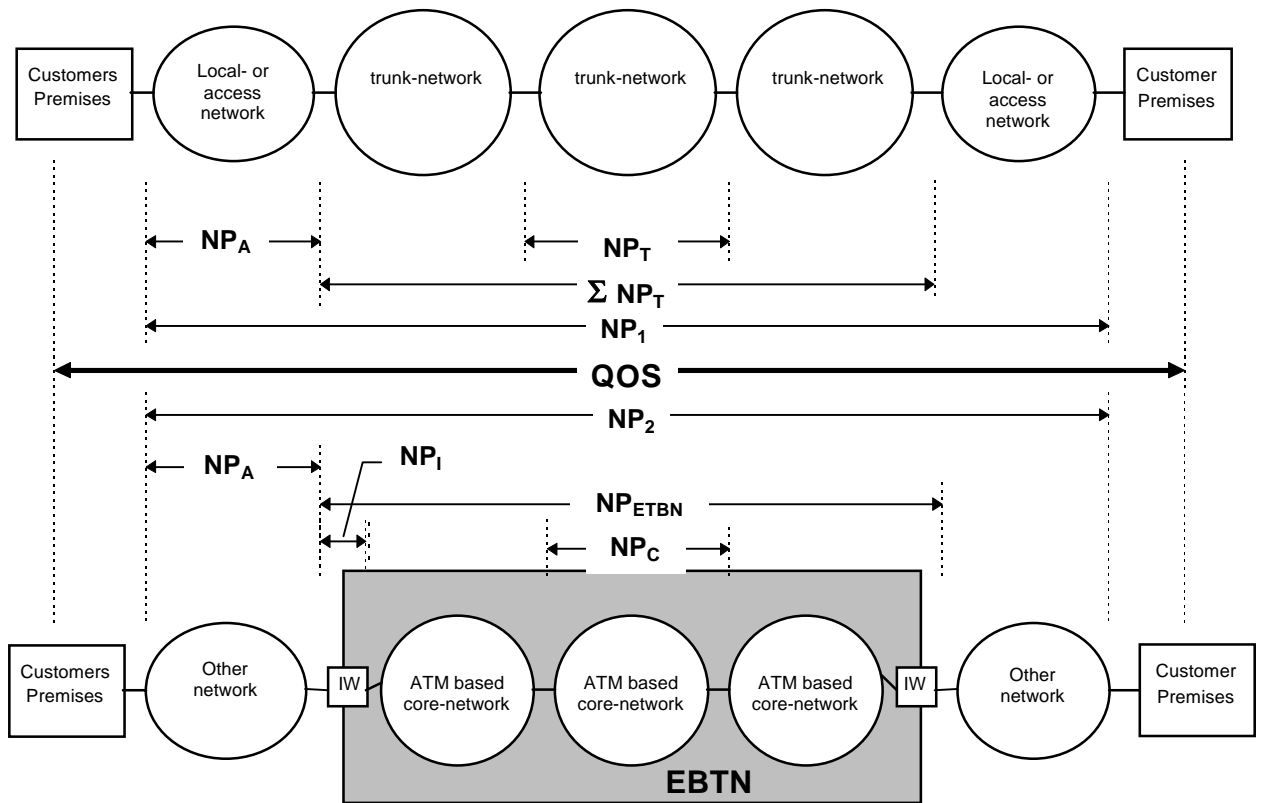 Customers
Premises
Local- or
access
network
trunk-network
trunk-network
trunk-network
Local- or
access
network
Customer
Premises
NPA
NPT
Σ NPT
NP1
QOS
NP2
NPA
NPI
NPETBN
NPC
Customers
Premises
Other
network
IW
ATM based
core-network
ATM based
core-network
ATM based
core-network
IW
Other
network
Customer
Premises
EBTN